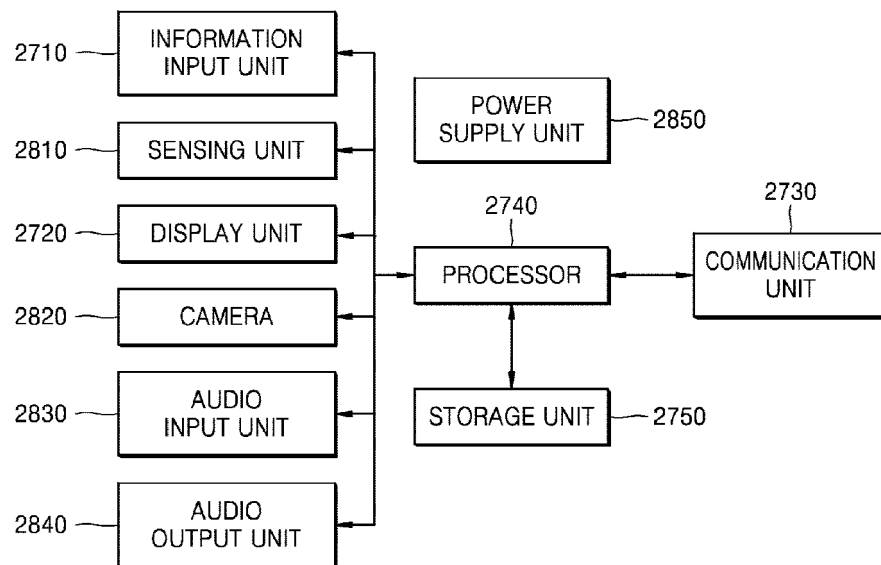 2710
INFORMATION
INPUT UNIT
2810
SENSING UNIT
2720
DISPLAY UNIT
2820
CAMERA
2830
AUDIO
INPUT UNIT
2840
AUDIO
OUTPUT UNIT
POWER
SUPPLY UNIT
2850
2740
PROCESSOR
2730
COMMUNICATION
UNIT
STORAGE UNIT
2750